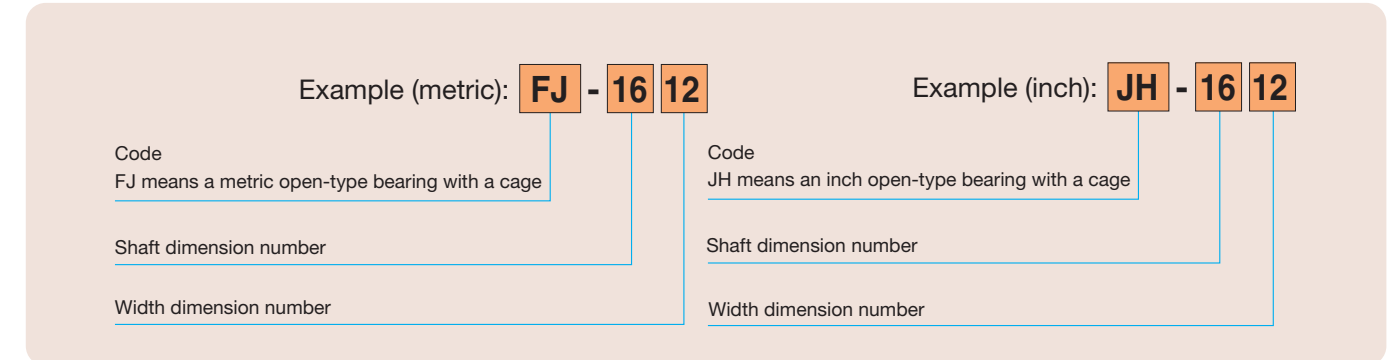 Example (metric): FJ - 16 12
Code
FJ means a metric open-type bearing with a cage
Shaft dimension number
Width dimension number
Example (inch): JH - 16 12
Code
JH means an inch open-type bearing with a cage
Shaft dimension number
Width dimension number